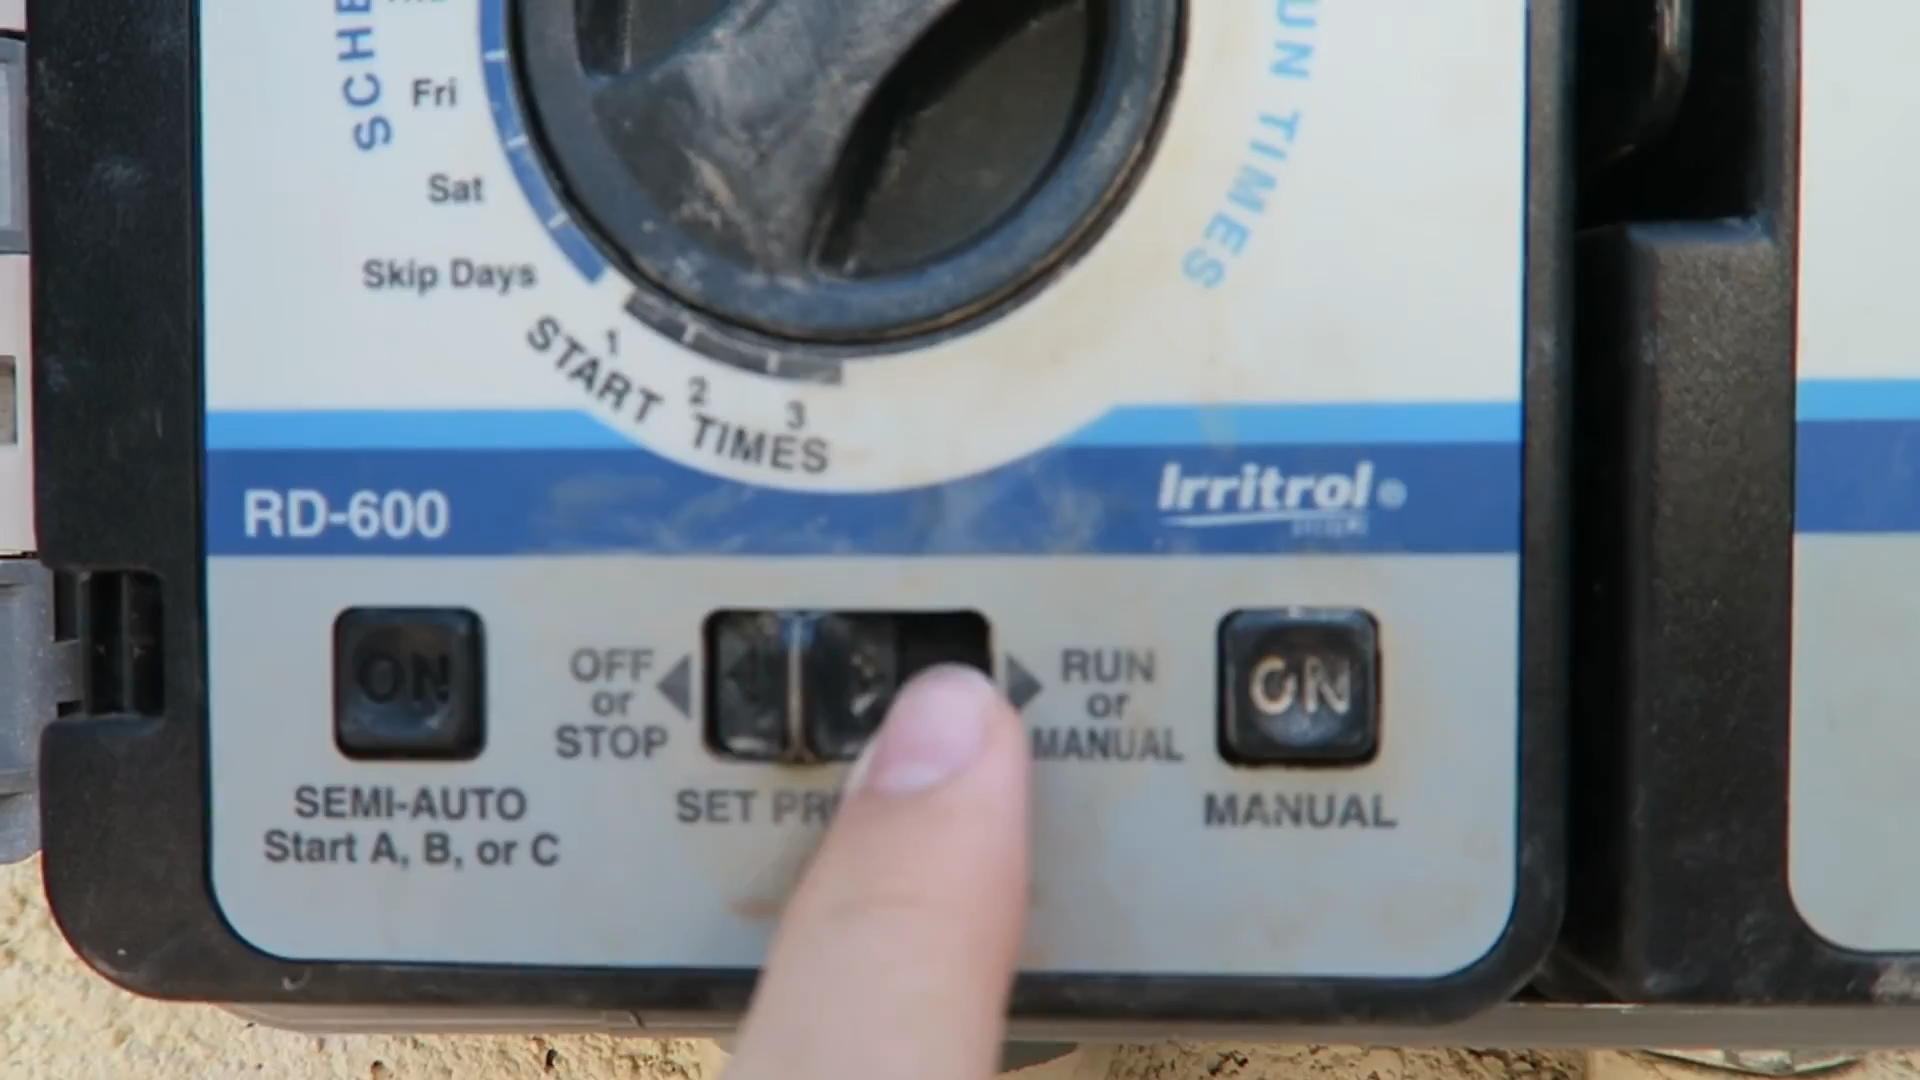 SCHE
Fri
Sat
Skip Days
1
2
3
START TIMES
UN TIMES
RD-600
Irritrol
ON
OFF
or
STOP
RUN
or
MANUAL
ON
SEMI-AUTO
Start A, B, or C
SET PR
MANUAL